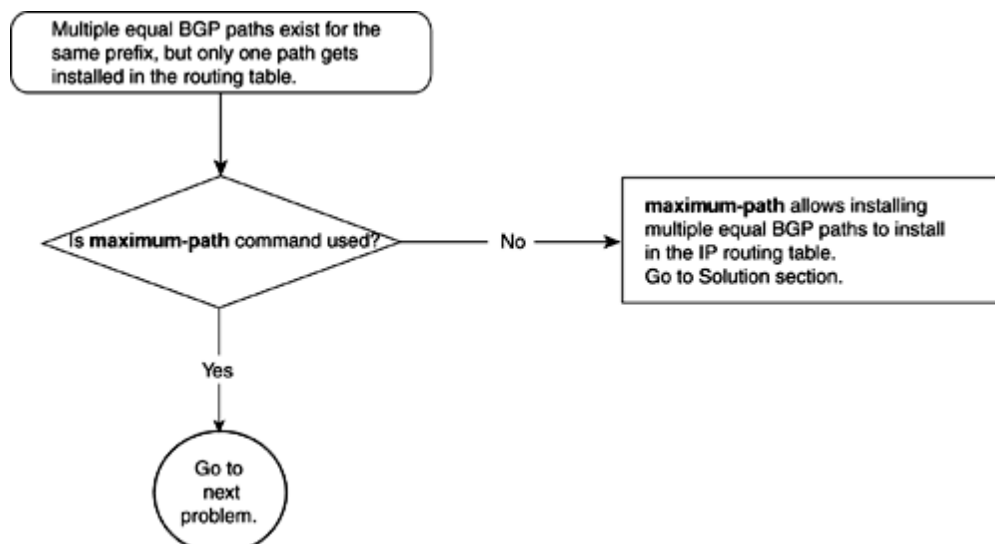 Multiple equal BGP paths exist for the
same prefix, but only one path gets
installed in the routing table.
Is maximum-path command used?
No
maximum-path allows installing
multiple equal BGP paths to install
in the IP routing table.
Go to Solution section.
Yes
Go to
next
problem.